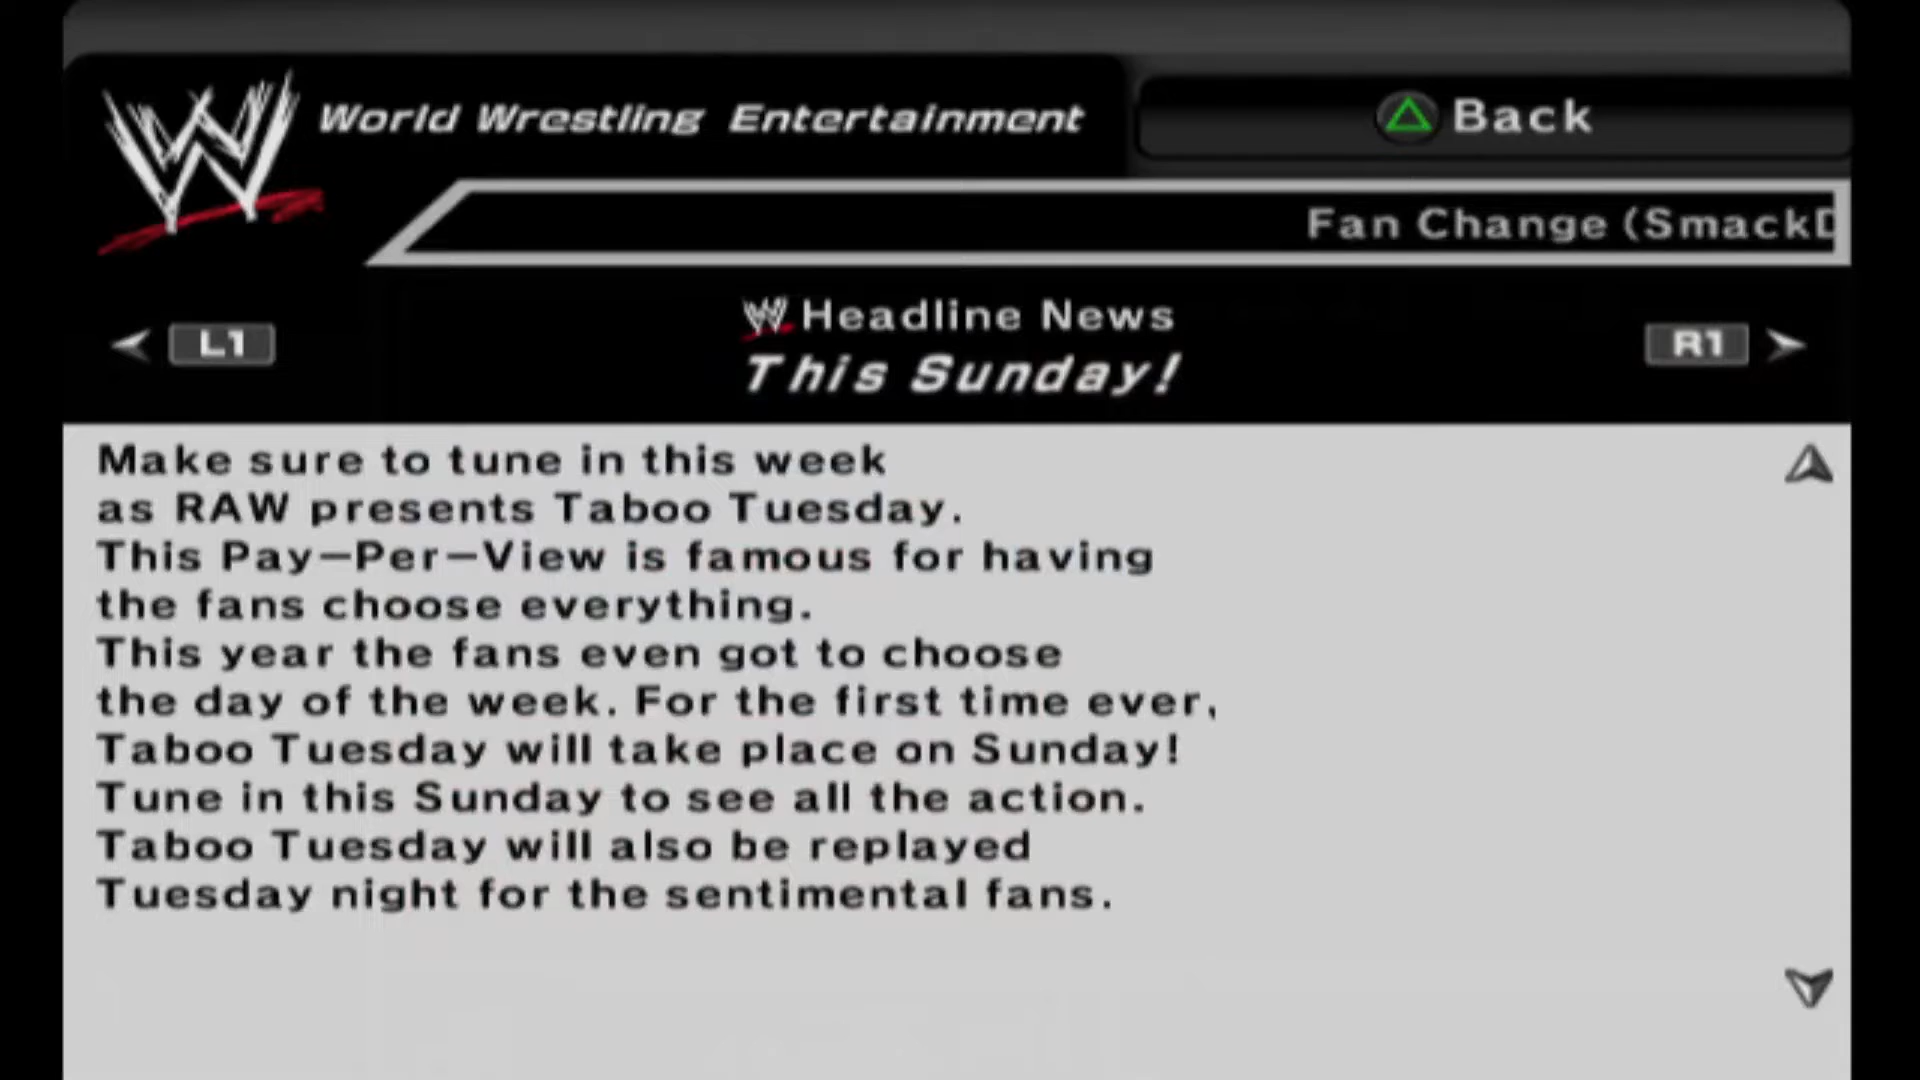 World Wrestling Entertainment
Back
Fan Change (SmackD
L1
Headline News
R1
This Sunday!
Make sure to tune in this week
as RAW presents Taboo Tuesday.
This Pay-Per-View is famous for having
the fans choose everything.
This year the fans even got to choose
the day of the week. For the first time ever,
Taboo Tuesday will take place on Sunday!
Tune in this Sunday to see all the action.
Taboo Tuesday will also be replayed
Tuesday night for the sentimental fans.